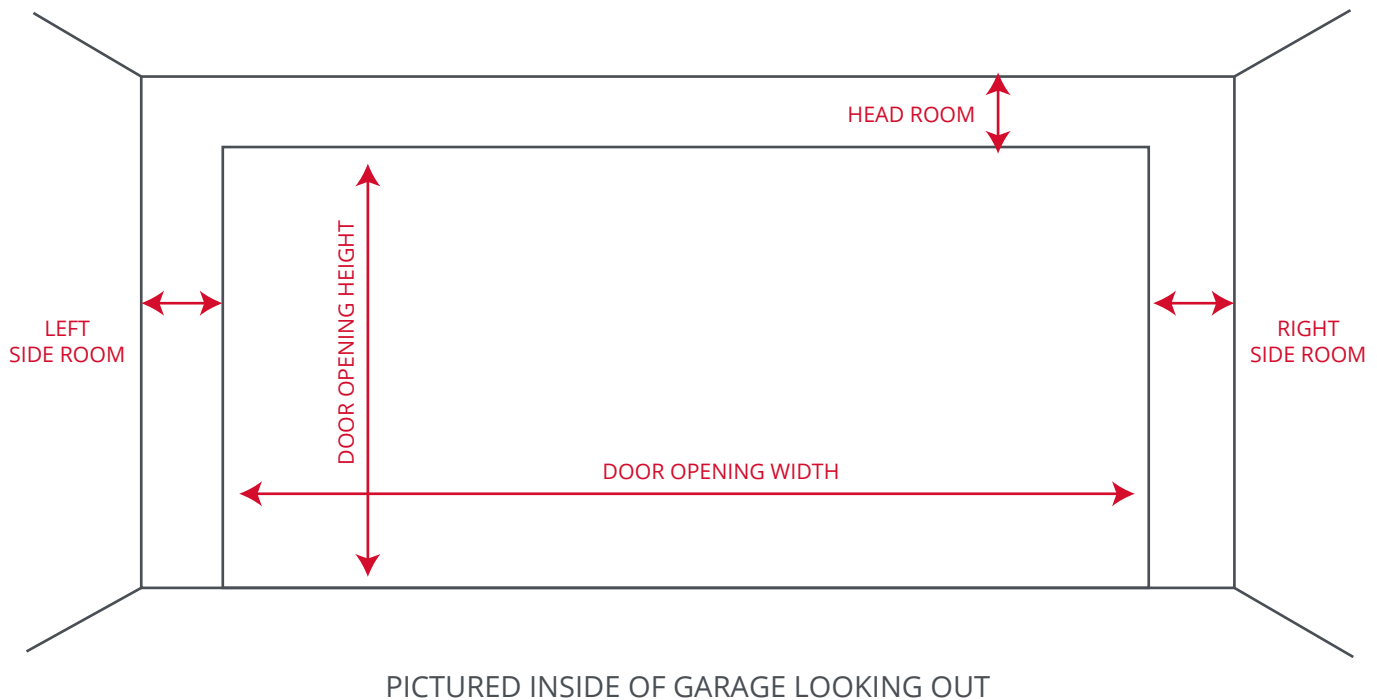 HEAD ROOM
DOOR OPENING HEIGHT
LEFT
SIDE ROOM
RIGHT
SIDE ROOM
DOOR OPENING WIDTH
PICTURED INSIDE OF GARAGE LOOKING OUT